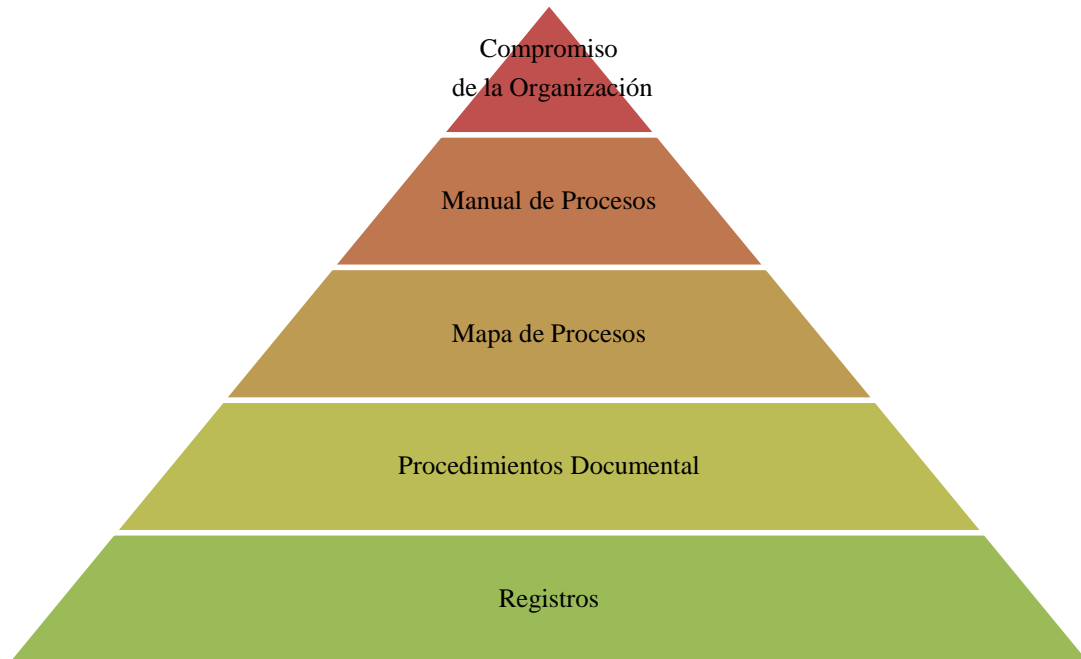 Compromiso
de la Organización
Manual de Procesos
Mapa de Procesos
Procedimientos Documental
Registros